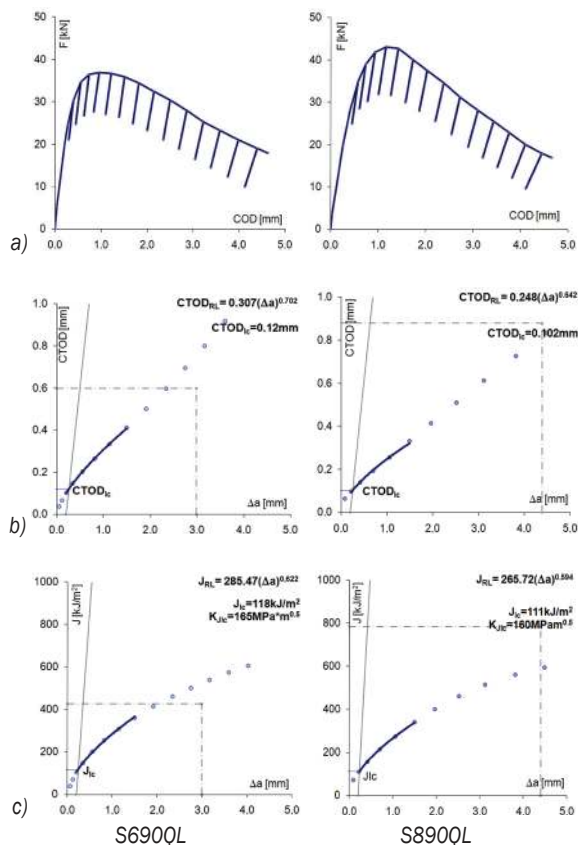 50
40
30
20
10
0
F [kN]
COD [mm]
0.0 1.0 2.0 3.0 4.0 5.0
50
40
30
20
10
0
F [kN]
COD [mm]
0.0 1.0 2.0 3.0 4.0 5.0
a)
1.0
0.8
0.6
0.4
0.2
0.0
CTOD [mm]
CTOD_RL = 0.307(Δa)^0.702
CTOD_Ic=0.12mm
CTOD_Ic
Δa [mm]
0.0 1.0 2.0 3.0 4.0 5.0
1.0
0.8
0.6
0.4
0.2
0.0
CTOD [mm]
CTOD_RL = 0.248(Δa)^0.642
CTOD_Ic=0.102mm
CTOD_Ic
Δa [mm]
0.0 1.0 2.0 3.0 4.0 5.0
b)
1000
800
600
400
200
0
J [kJ/m²]
J_RL = 285.47(Δa)^0.622
J_Ic=118kJ/m²
K_JIc=165MPa*m^0.5
J_Ic
Δa [mm]
0.0 1.0 2.0 3.0 4.0 5.0
1000
800
600
400
200
0
J [kJ/m²]
J_RL = 265.72(Δa)^0.594
J_Ic=111kJ/m²
K_JIc=160MPam^0.5
JIc
Δa [mm]
0.0 1.0 2.0 3.0 4.0 5.0
c)
S690QL
S890QL